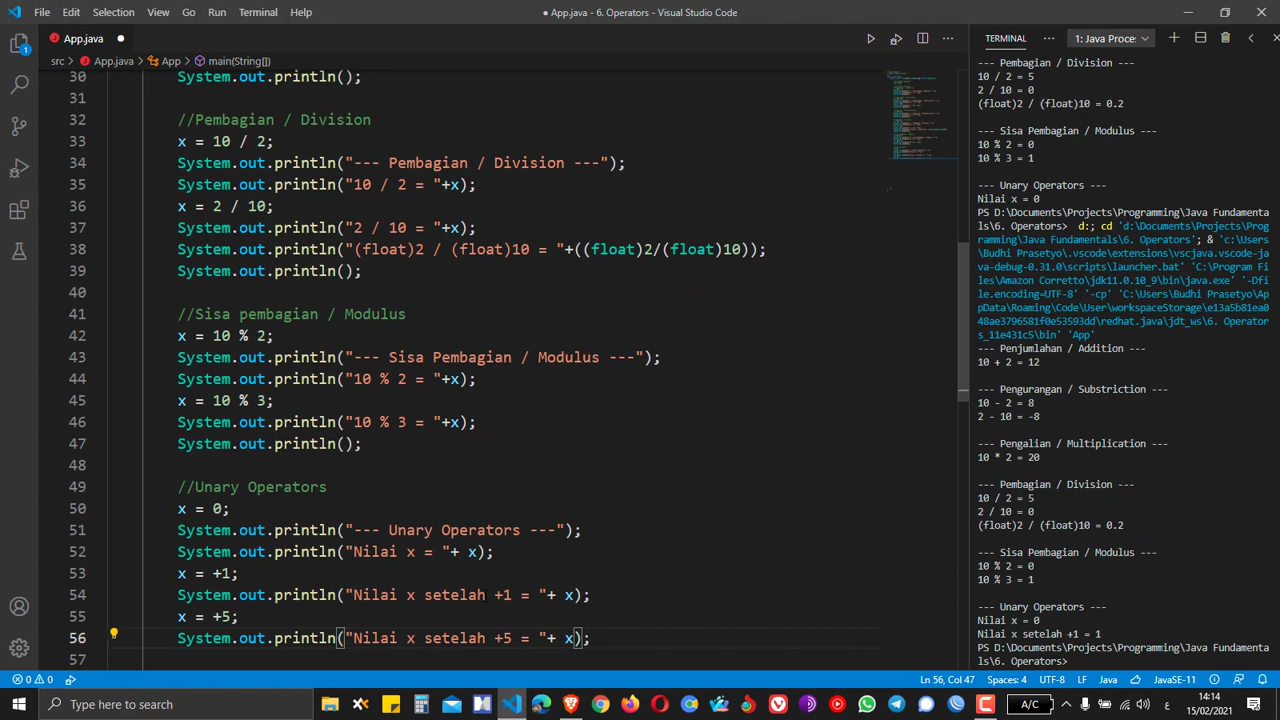 File Edit Selection View Go Run Terminal Help
● App.java - 6. Operators - Visual Studio Code
App.java ●
src > App.java > App > main(String[])
30 System.out.println();
31
32 //Pembagian / Division
33 x = 10 / 2;
34 System.out.println("--- Pembagian / Division ---");
35 System.out.println("10 / 2 = "+x);
36 x = 2 / 10;
37 System.out.println("2 / 10 = "+x);
38 System.out.println("(float)2 / (float)10 = "+((float)2/(float)10));
39 System.out.println();
40
41 //Sisa pembagian / Modulus
42 x = 10 % 2;
43 System.out.println("--- Sisa Pembagian / Modulus ---");
44 System.out.println("10 % 2 = "+x);
45 x = 10 % 3;
46 System.out.println("10 % 3 = "+x);
47 System.out.println();
48
49 //Unary Operators
50 x = 0;
51 System.out.println("--- Unary Operators ---");
52 System.out.println("Nilai x = "+ x);
53 x = +1;
54 System.out.println("Nilai x setelah +1 = "+ x);
55 x = +5;
56 System.out.println("Nilai x setelah +5 = "+ x);
57
TERMINAL ··· 1: Java Proce:
--- Pembagian / Division ---
10 / 2 = 5
2 / 10 = 0
(float)2 / (float)10 = 0.2
--- Sisa Pembagian / Modulus ---
10 % 2 = 0
10 % 3 = 1
--- Unary Operators ---
Nilai x = 0
PS D:\Documents\Projects\Programming\Java Fundamenta
ls\6. Operators> d:; cd 'd:\Documents\Projects\Prog
ramming\Java Fundamentals\6. Operators'; & 'c:\Users
\Budhi Prasetyo\.vscode\extensions\vscjava.vscode-ja
va-debug-0.31.0\scripts\launcher.bat' 'C:\Program Fi
les\Amazon Corretto\jdk11.0.10_9\bin\java.exe' '-Dfi
le.encoding=UTF-8' '-cp' 'C:\Users\Budhi Prasetyo\Ap
pData\Roaming\Code\User\workspaceStorage\e13a5b81ea0
48ae3796581f0e53593dd\redhat.java\jdt_ws\6. Operator
s_11e431c5\bin' 'App'
--- Penjumlahan / Addition ---
10 + 2 = 12
--- Pengurangan / Substriction ---
10 - 2 = 8
2 - 10 = -8
--- Pengalian / Multiplication ---
10 * 2 = 20
--- Pembagian / Division ---
10 / 2 = 5
2 / 10 = 0
(float)2 / (float)10 = 0.2
--- Sisa Pembagian / Modulus ---
10 % 2 = 0
10 % 3 = 1
--- Unary Operators ---
Nilai x = 0
Nilai x setelah +1 = 1
PS D:\Documents\Projects\Programming\Java Fundamenta
ls\6. Operators>
0 0 Ln 56, Col 47 Spaces: 4 UTF-8 LF Java JavaSE-11
Type here to search
A/C ع 14:14
15/02/2021